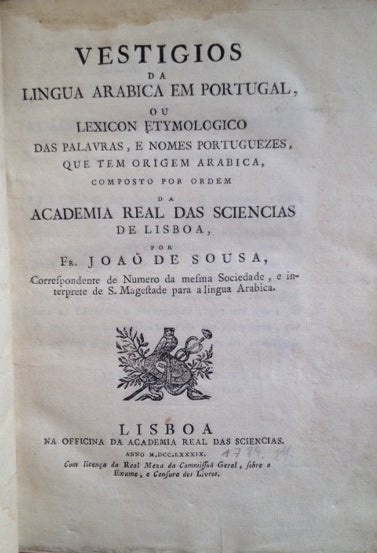 VESTIGIOS
DA
LINGUA ARABICA EM PORTUGAL,
OU
LEXICON ETYMOLOGICO
DAS PALAVRAS, E NOMES PORTUGUEZES,
QUE TEM ORIGEM ARABICA,
COMPOSTO POR ORDEM
DA
ACADEMIA REAL DAS SCIENCIAS
DE LISBOA,
POR
FR. JOAÕ DE SOUSA,
Correspondente de Numero da mesma Sociedade, e in-
terprete de S. Magestade para a lingua Arabica.
LISBOA
NA OFFICINA DA ACADEMIA REAL DAS SCIENCIAS.
ANNO M.DCC.LXXXIX.
1789.
Com licença da Real Meza da Commissaõ Geral, sobre o
Exame, e Censura dos Livros.